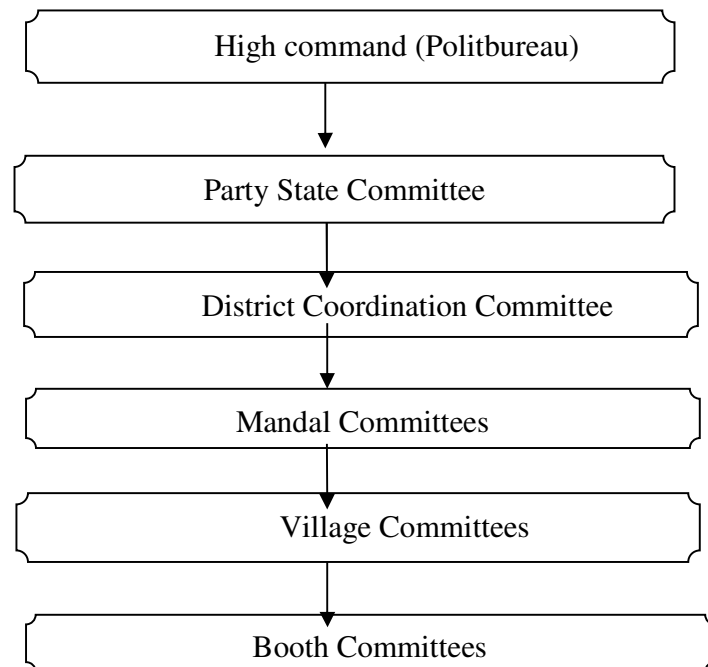 High command (Politbureau)
Party State Committee
District Coordination Committee
Mandal Committees
Village Committees
Booth Committees